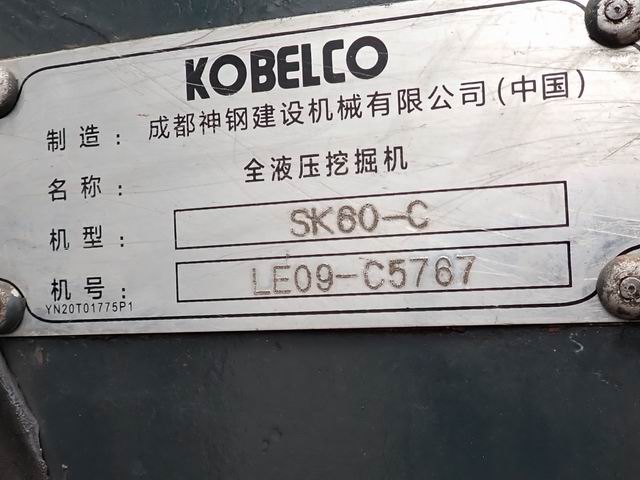 KOBELCO
制造：成都神钢建设机械有限公司(中国)
名称：全液压挖掘机
机型：SK60-C
机号：LE09-C5767
YN20T01775P1